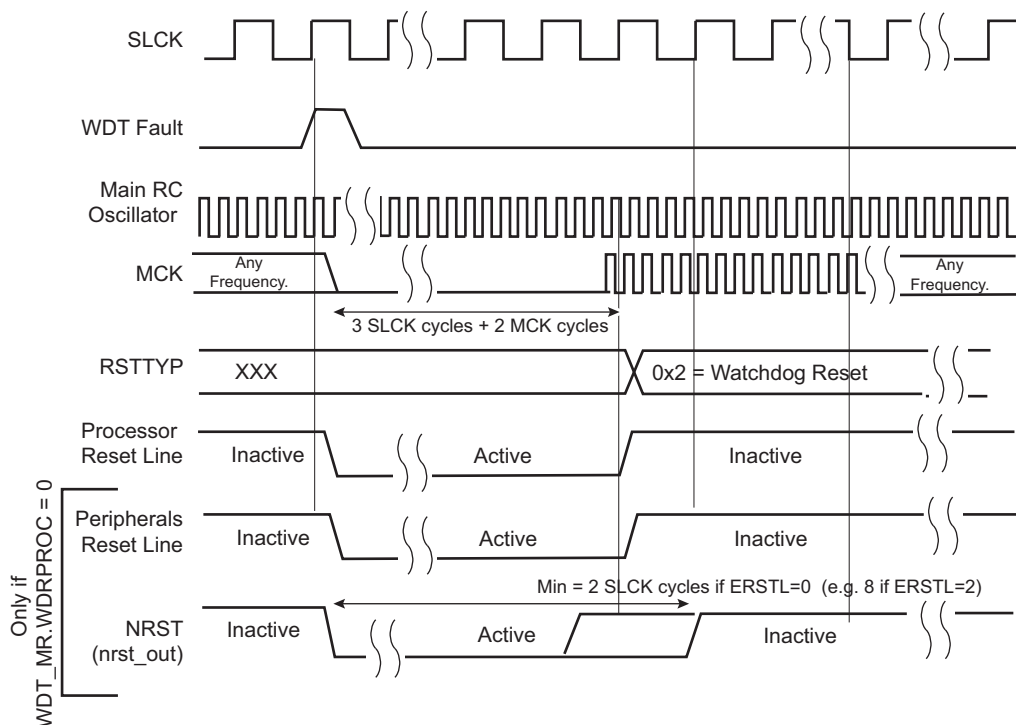 SLCK
WDT Fault
Main RC
Oscillator
MCK
Any
Frequency.
Any
Frequency.
3 SLCK cycles + 2 MCK cycles
RSTTYP
XXX
0x2 = Watchdog Reset
Processor
Reset Line
Inactive
Active
Inactive
Only if
WDT_MR.WDRPROC = 0
Peripherals
Reset Line
Inactive
Active
Inactive
Min = 2 SLCK cycles if ERSTL=0 (e.g. 8 if ERSTL=2)
NRST
(nrst_out)
Inactive
Active
Inactive